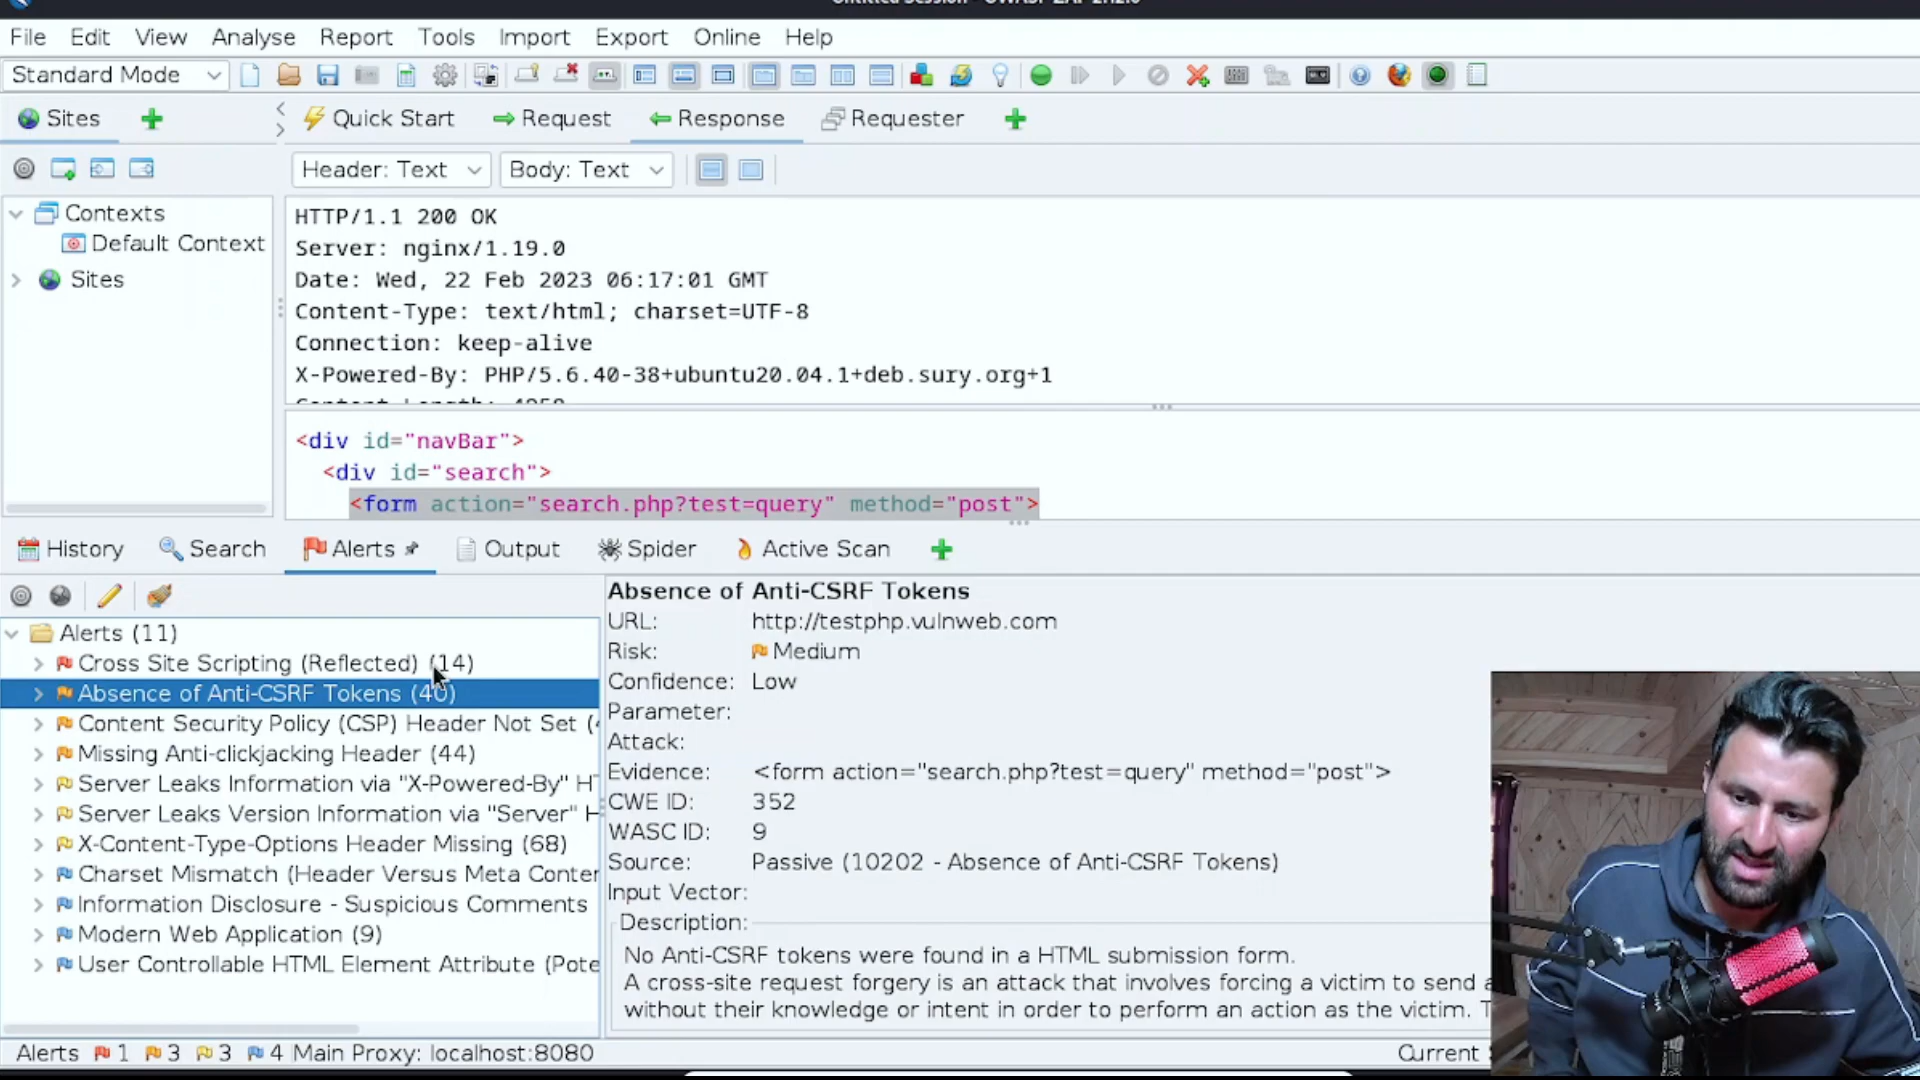 File Edit View Analyse Report Tools Import Export Online Help
Standard Mode
Sites Quick Start Request Response Requester
Header: Text Body: Text
Contexts
Default Context
Sites
HTTP/1.1 200 OK
Server: nginx/1.19.0
Date: Wed, 22 Feb 2023 06:17:01 GMT
Content-Type: text/html; charset=UTF-8
Connection: keep-alive
X-Powered-By: PHP/5.6.40-38+ubuntu20.04.1+deb.sury.org+1
<div id="navBar">
<div id="search">
<form action="search.php?test=query" method="post">
History Search Alerts Output Spider Active Scan
Alerts (11)
Cross Site Scripting (Reflected) (14)
Absence of Anti-CSRF Tokens (40)
Content Security Policy (CSP) Header Not Set (
Missing Anti-clickjacking Header (44)
Server Leaks Information via "X-Powered-By" HT
Server Leaks Version Information via "Server" H
X-Content-Type-Options Header Missing (68)
Charset Mismatch (Header Versus Meta Conter
Information Disclosure - Suspicious Comments
Modern Web Application (9)
User Controllable HTML Element Attribute (Pote
Absence of Anti-CSRF Tokens
URL: http://testphp.vulnweb.com
Risk: Medium
Confidence: Low
Parameter:
Attack:
Evidence: <form action="search.php?test=query" method="post">
CWE ID: 352
WASC ID: 9
Source: Passive (10202 - Absence of Anti-CSRF Tokens)
Input Vector:
Description:
No Anti-CSRF tokens were found in a HTML submission form.
A cross-site request forgery is an attack that involves forcing a victim to send a
without their knowledge or intent in order to perform an action as the victim. T
Alerts 1 3 3 4 Main Proxy: localhost:8080
Current